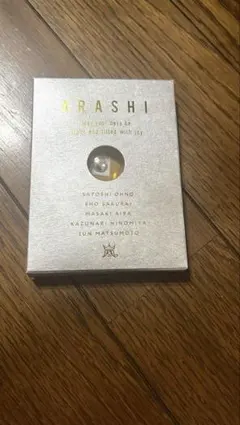 ARASHI
SATOSHI OHNO
SHO SAKURAI
MASAKI AIBA
KAZUNARI NINOMIYA
JUN MATSUMOTO